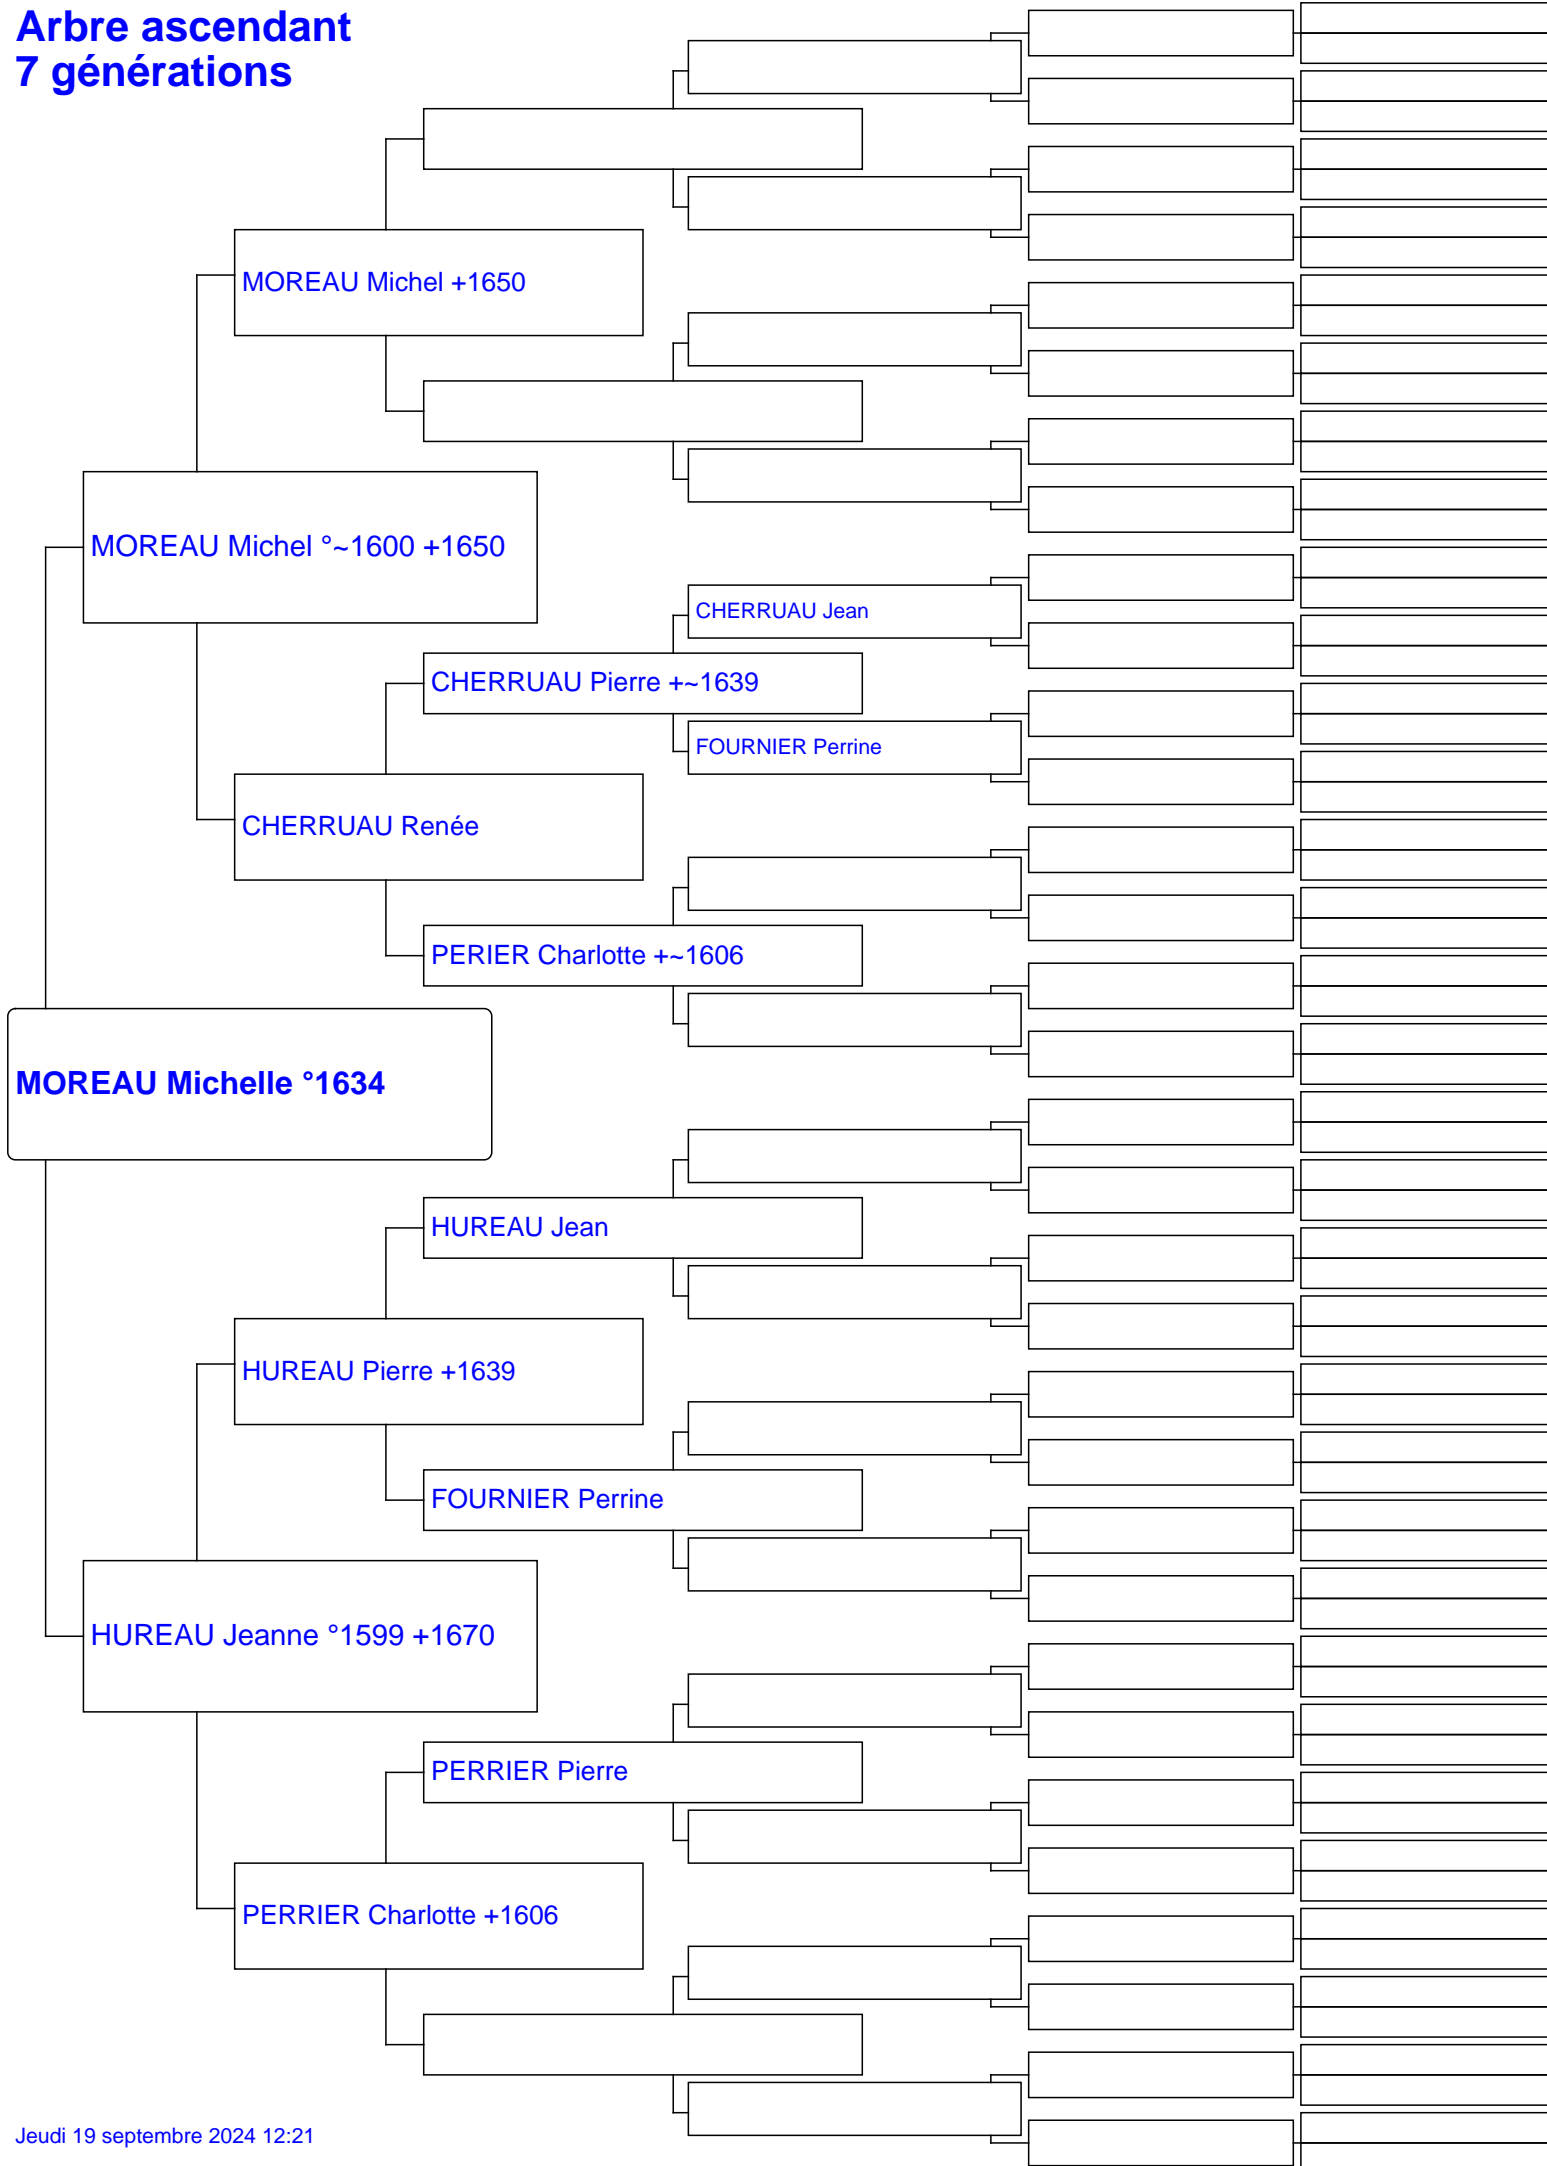 Arbre ascendant
7 générations
MOREAU Michel +1650
MOREAU Michel °~1600 +1650
CHERRUAU Jean
CHERRUAU Pierre +~1639
FOURNIER Perrine
CHERRUAU Renée
PERIER Charlotte +~1606
MOREAU Michelle °1634
HUREAU Jean
HUREAU Pierre +1639
FOURNIER Perrine
HUREAU Jeanne °1599 +1670
PERRIER Pierre
PERRIER Charlotte +1606
Jeudi 19 septembre 2024 12:21